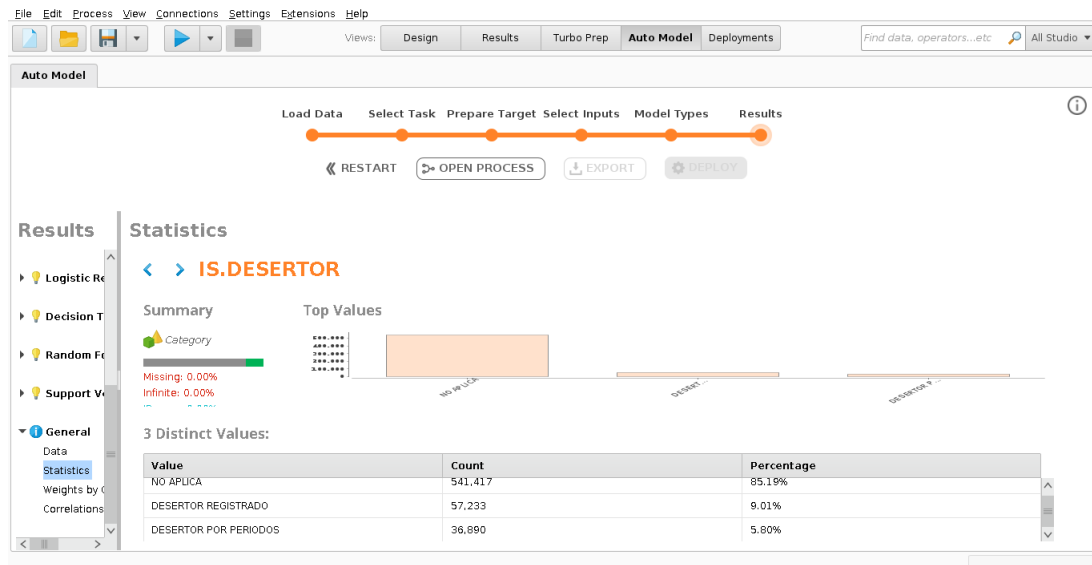 File Edit Process View Connections Settings Extensions Help
Views: Design Results Turbo Prep Auto Model Deployments Find data, operators...etc All Studio
Auto Model
Load Data Select Task Prepare Target Select Inputs Model Types Results
RESTART OPEN PROCESS EXPORT DEPLOY
Results
Statistics
Logistic Re
Decision T
Random Fo
Support Ve
General
Data
Statistics
Weights by C
Correlations
IS.DESERTOR
Summary
Category
Missing: 0.00%
Infinite: 0.00%
Top Values
NO APLICA
DESERT...
DESERTOR P...
3 Distinct Values:
Value Count Percentage
NO APLICA 541,417 85.19%
DESERTOR REGISTRADO 57,233 9.01%
DESERTOR POR PERIODOS 36,890 5.80%